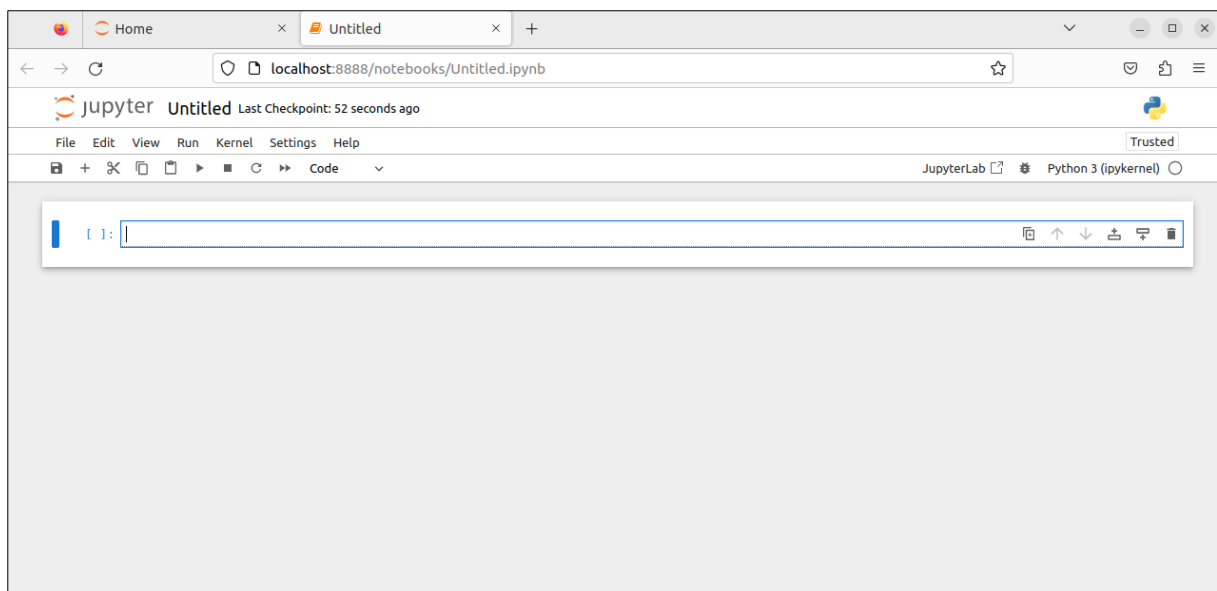 Home
Untitled
localhost:8888/notebooks/Untitled.ipynb
jupyter Untitled Last Checkpoint: 52 seconds ago
File Edit View Run Kernel Settings Help Trusted
Code JupyterLab Python 3 (ipykernel)
[ ]: